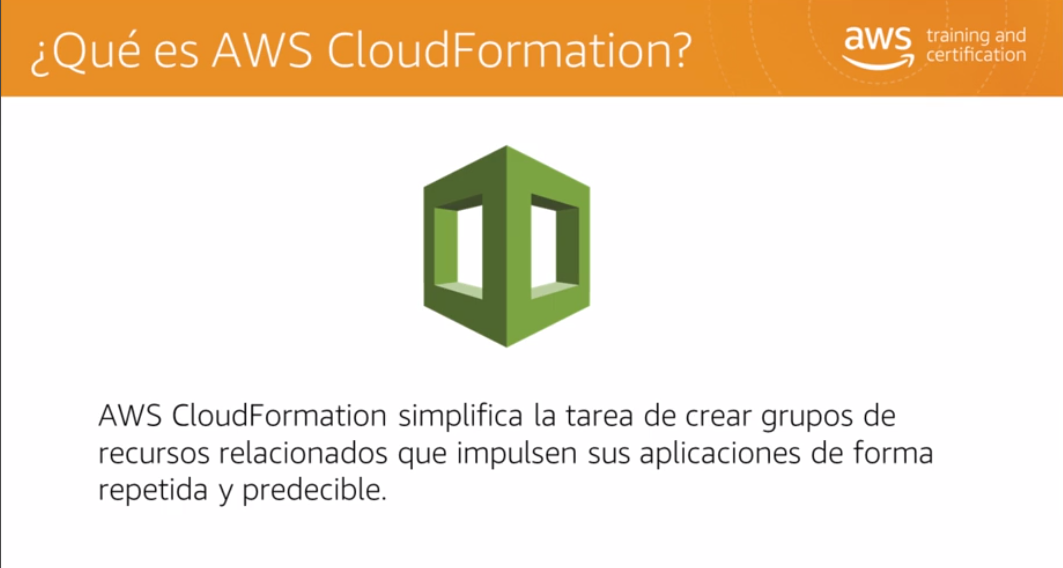 ¿Qué es AWS CloudFormation?
aws training and
certification
AWS CloudFormation simplifica la tarea de crear grupos de
recursos relacionados que impulsen sus aplicaciones de forma
repetida y predecible.